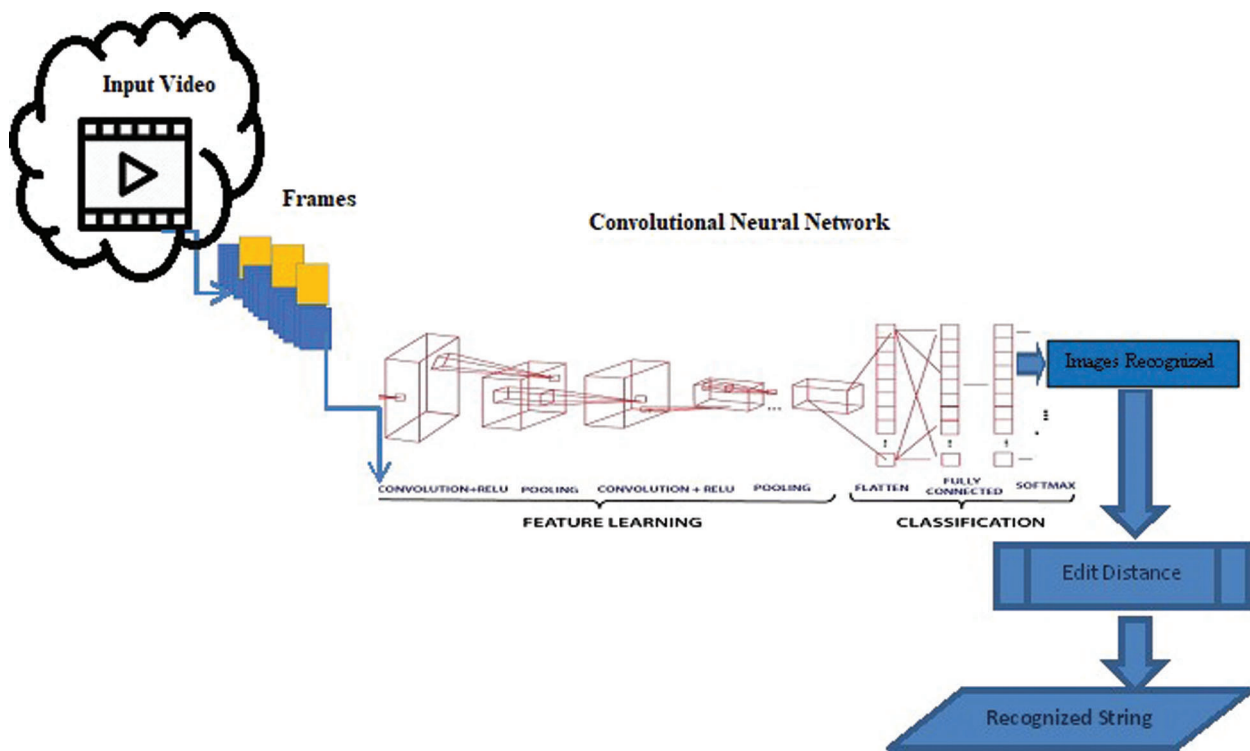 Input Video
Frames
Convolutional Neural Network
Images Recognized
CONVOLUTION+RELU POOLING CONVOLUTION + RELU POOLING FLATTEN FULLY CONNECTED SOFTMAX
FEATURE LEARNING CLASSIFICATION
Edit Distance
Recognized String